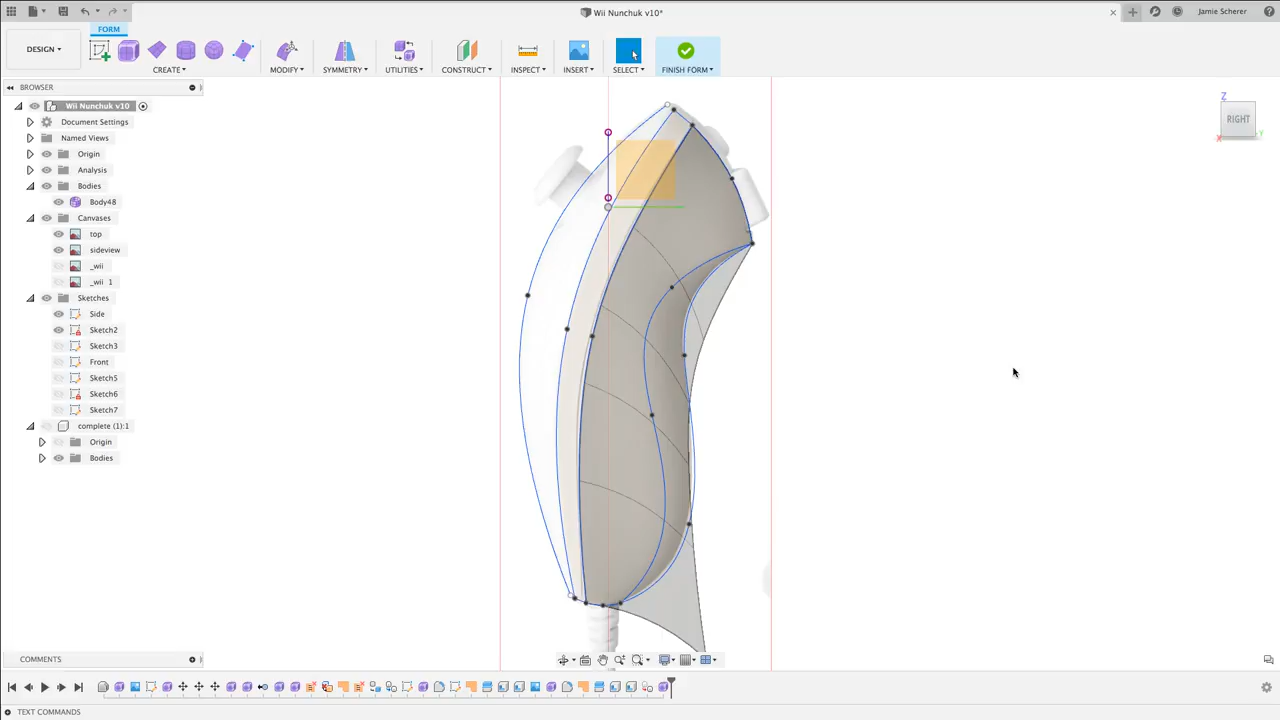 Wii Nunchuk v10*
Jamie Scherer
FORM
DESIGN
CREATE
MODIFY
SYMMETRY
UTILITIES
CONSTRUCT
INSPECT
INSERT
SELECT
FINISH FORM
BROWSER
Wii Nunchuk v10
Document Settings
Named Views
Origin
Analysis
Bodies
Body48
Canvases
top
sideview
_wii
_wii 1
Sketches
Side
Sketch2
Sketch3
Front
Sketch5
Sketch6
Sketch7
complete (1):1
Origin
Bodies
Z
RIGHT
X
Y
COMMENTS
TEXT COMMANDS